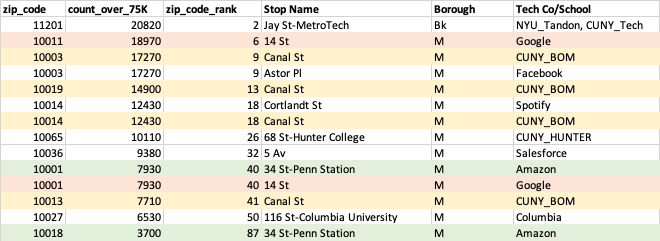 zip_code count_over_75K zip_code_rank Stop Name Borough Tech Co/School
11201 20820 2 Jay St-MetroTech Bk NYU_Tandon, CUNY_Tech
10011 18970 6 14 St M Google
10003 17270 9 Canal St M CUNY_BOM
10003 17270 9 Astor Pl M Facebook
10019 14900 13 Canal St M CUNY_BOM
10014 12430 18 Cortlandt St M Spotify
10014 12430 18 Canal St M CUNY_BOM
10065 10110 26 68 St-Hunter College M CUNY_HUNTER
10036 9380 32 5 Av M Salesforce
10001 7930 40 34 St-Penn Station M Amazon
10001 7930 40 14 St M Google
10013 7710 41 Canal St M CUNY_BOM
10027 6530 50 116 St-Columbia University M Columbia
10018 3700 87 34 St-Penn Station M Amazon